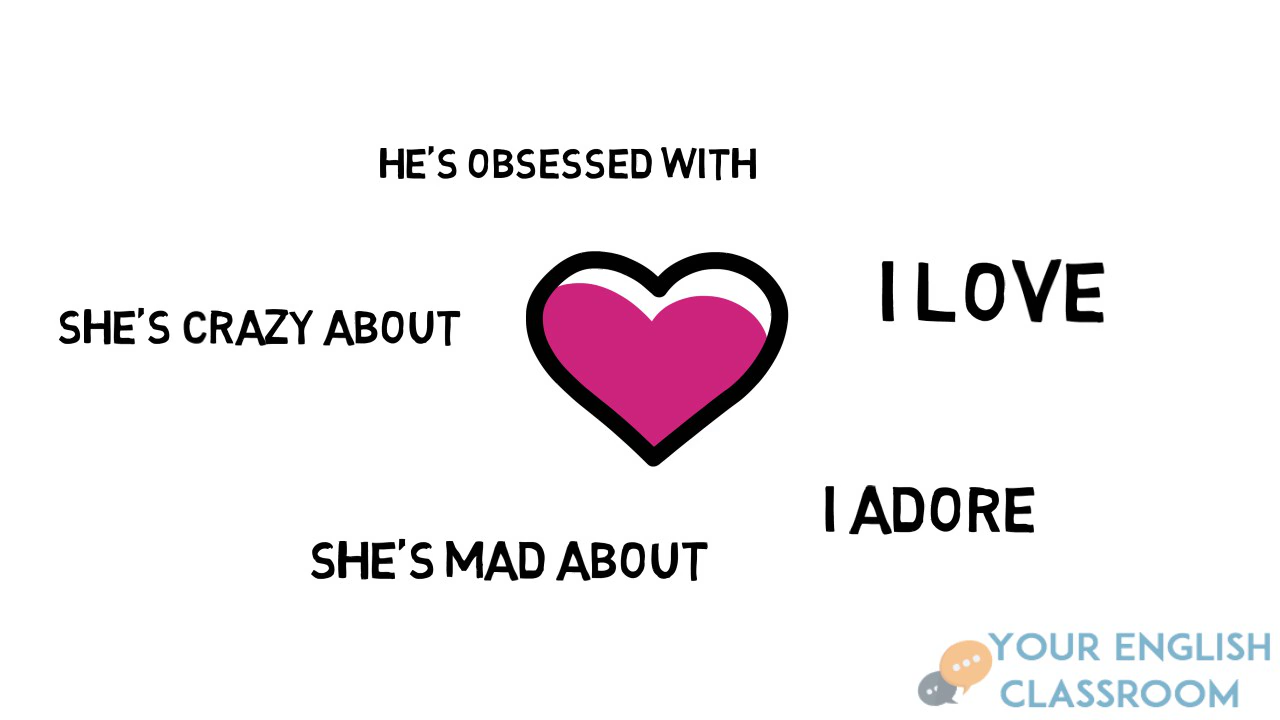 HE'S OBSESSED WITH
I LOVE
SHE'S CRAZY ABOUT
I ADORE
SHE'S MAD ABOUT
YOUR ENGLISH
CLASSROOM